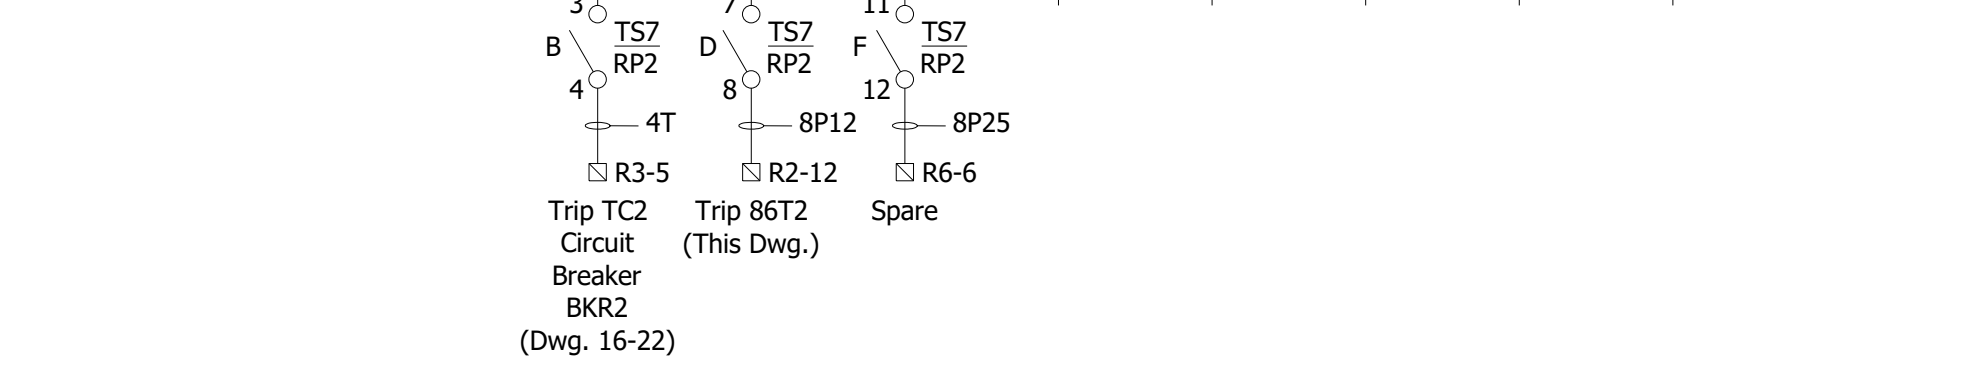 3 7 11
B TS7 D TS7 F TS7
RP2 RP2 RP2
4 8 12
4T 8P12 8P25
R3-5 R2-12 R6-6
Trip TC2 Trip 86T2 Spare
Circuit (This Dwg.)
Breaker
BKR2
(Dwg. 16-22)